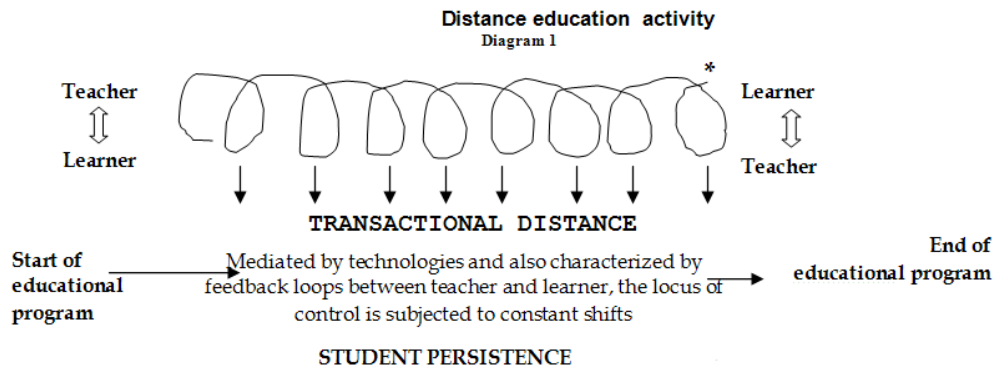 Distance education activity
Diagram 1
*
Teacher
Learner
Learner
Teacher
TRANSACTIONAL DISTANCE
Start of
educational
program
Mediated by technologies and also characterized by
feedback loops between teacher and learner, the locus of
control is subjected to constant shifts
End of
educational program
STUDENT PERSISTENCE